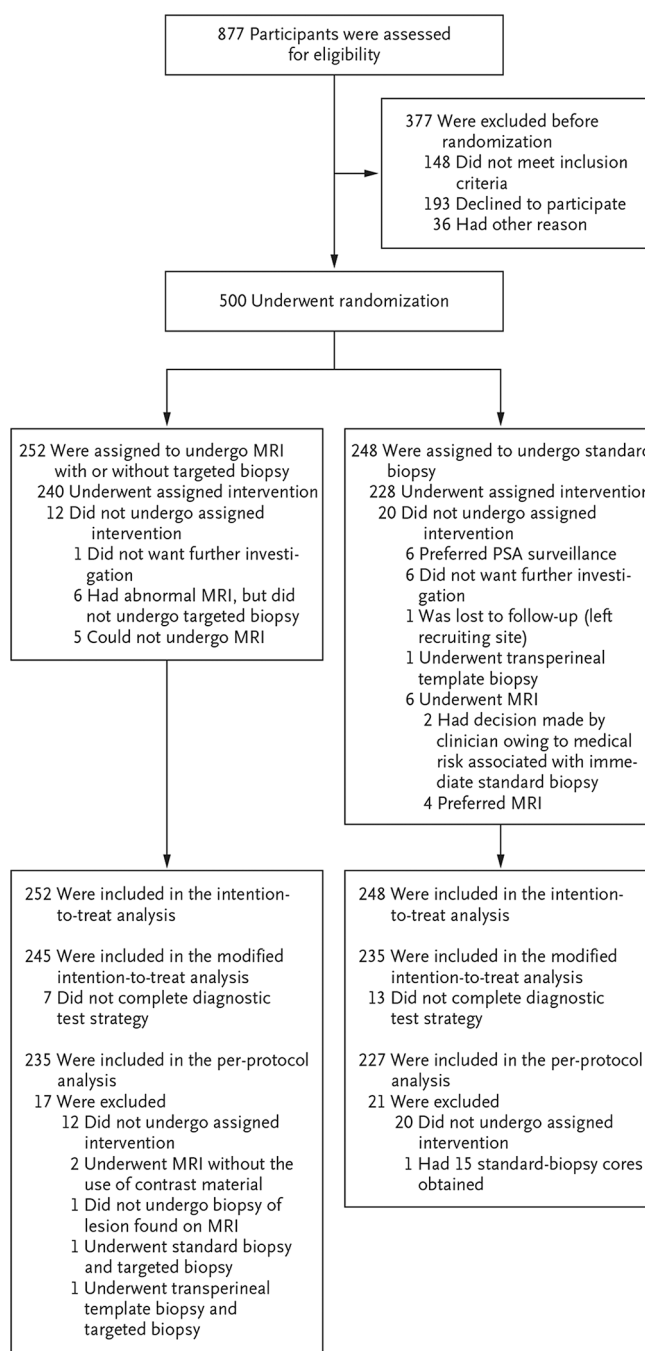 877 Participants were assessed
for eligibility
377 Were excluded before
randomization
148 Did not meet inclusion
criteria
193 Declined to participate
36 Had other reason
500 Underwent randomization
252 Were assigned to undergo MRI
with or without targeted biopsy
240 Underwent assigned intervention
12 Did not undergo assigned
intervention
1 Did not want further investi-
gation
6 Had abnormal MRI, but did
not undergo targeted biopsy
5 Could not undergo MRI
248 Were assigned to undergo standard
biopsy
228 Underwent assigned intervention
20 Did not undergo assigned
intervention
6 Preferred PSA surveillance
6 Did not want further investi-
gation
1 Was lost to follow-up (left
recruiting site)
1 Underwent transperineal
template biopsy
6 Underwent MRI
2 Had decision made by
clinician owing to medical
risk associated with imme-
diate standard biopsy
4 Preferred MRI
252 Were included in the intention-
to-treat analysis
245 Were included in the modified
intention-to-treat analysis
7 Did not complete diagnostic
test strategy
235 Were included in the per-protocol
analysis
17 Were excluded
12 Did not undergo assigned
intervention
2 Underwent MRI without the
use of contrast material
1 Did not undergo biopsy of
lesion found on MRI
1 Underwent standard biopsy
and targeted biopsy
1 Underwent transperineal
template biopsy and
targeted biopsy
248 Were included in the intention-
to-treat analysis
235 Were included in the modified
intention-to-treat analysis
13 Did not complete diagnostic
test strategy
227 Were included in the per-protocol
analysis
21 Were excluded
20 Did not undergo assigned
intervention
1 Had 15 standard-biopsy cores
obtained